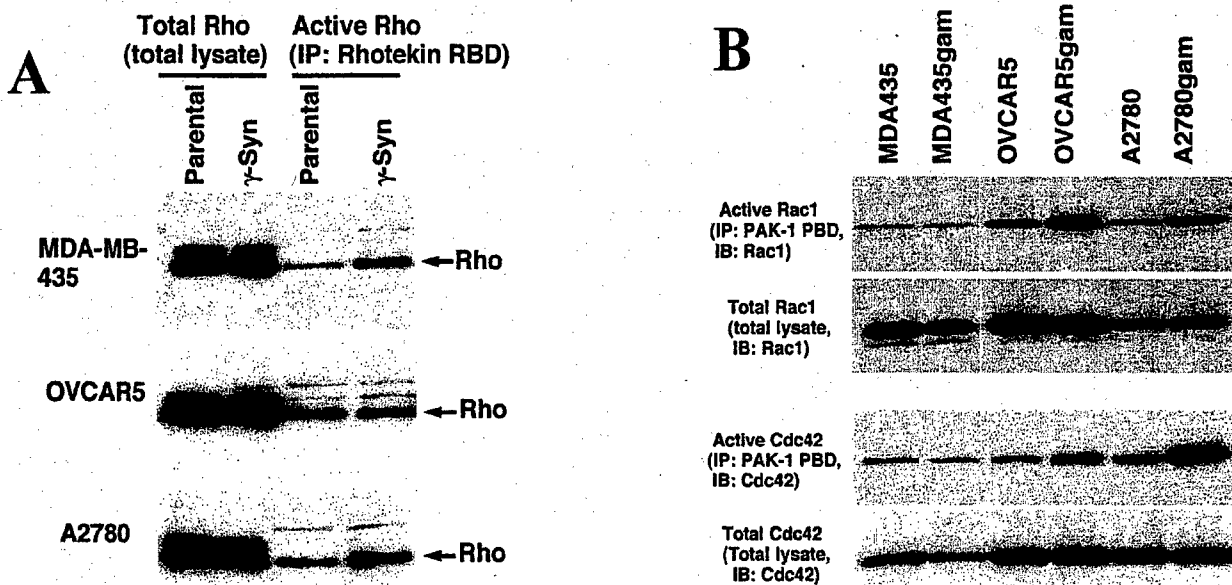 A
Total Rho
(total lysate)
Active Rho
(IP: Rhotekin RBD)
Parental
γ-Syn
Parental
γ-Syn
MDA-MB-
435
Rho
OVCAR5
Rho
A2780
Rho
B
MDA435
MDA435gam
OVCAR5
OVCAR5gam
A2780
A2780gam
Active Rac1
(IP: PAK-1 PBD,
IB: Rac1)
Total Rac1
(total lysate,
IB: Rac1)
Active Cdc42
(IP: PAK-1 PBD,
IB: Cdc42)
Total Cdc42
(Total lysate,
IB: Cdc42)